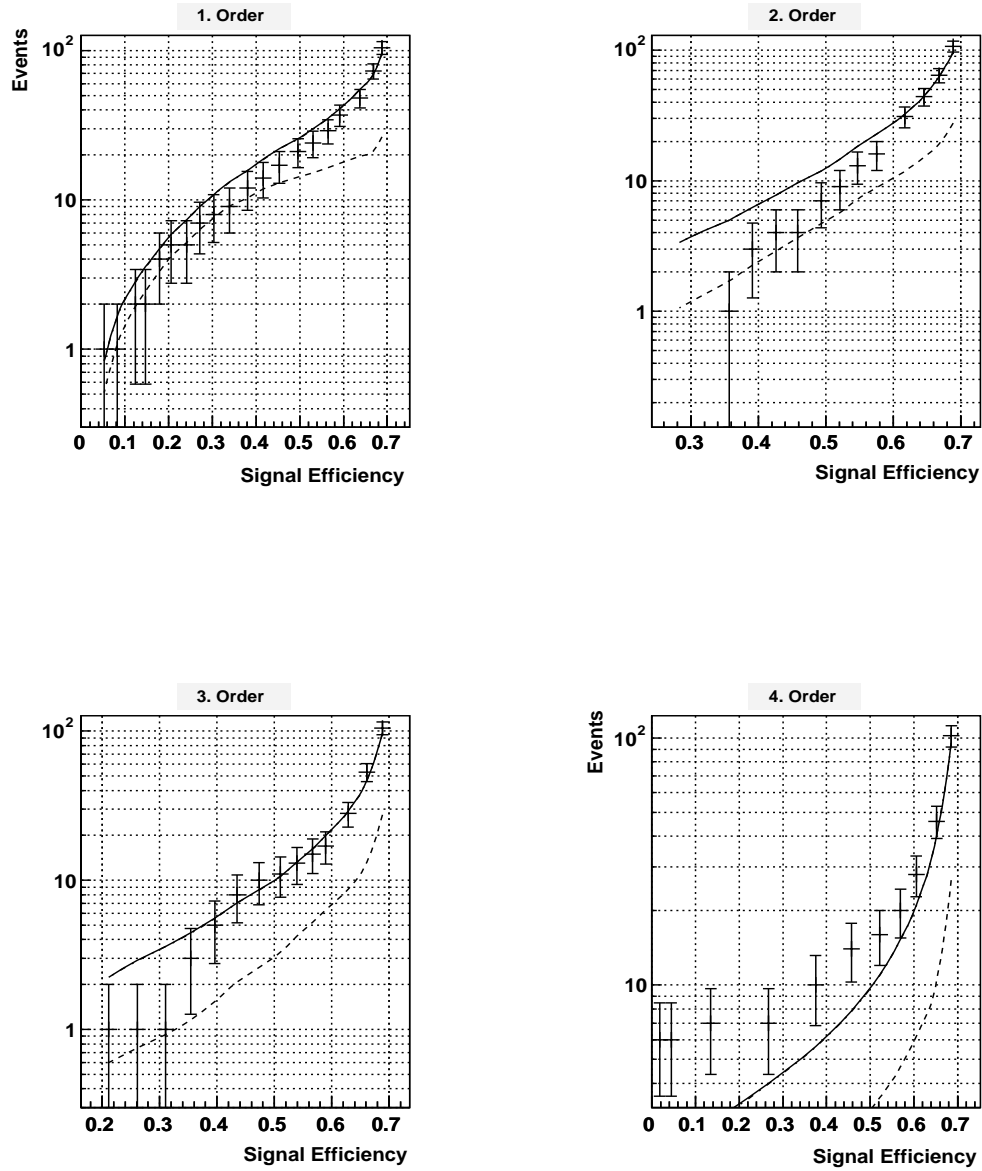 1. Order
Events
10²
10
1
0 0.1 0.2 0.3 0.4 0.5 0.6 0.7
Signal Efficiency
2. Order
10²
10
1
0.3 0.4 0.5 0.6 0.7
Signal Efficiency
3. Order
10²
10
1
0.2 0.3 0.4 0.5 0.6 0.7
Signal Efficiency
4. Order
Events
10²
10
0 0.1 0.2 0.3 0.4 0.5 0.6 0.7
Signal Efficiency